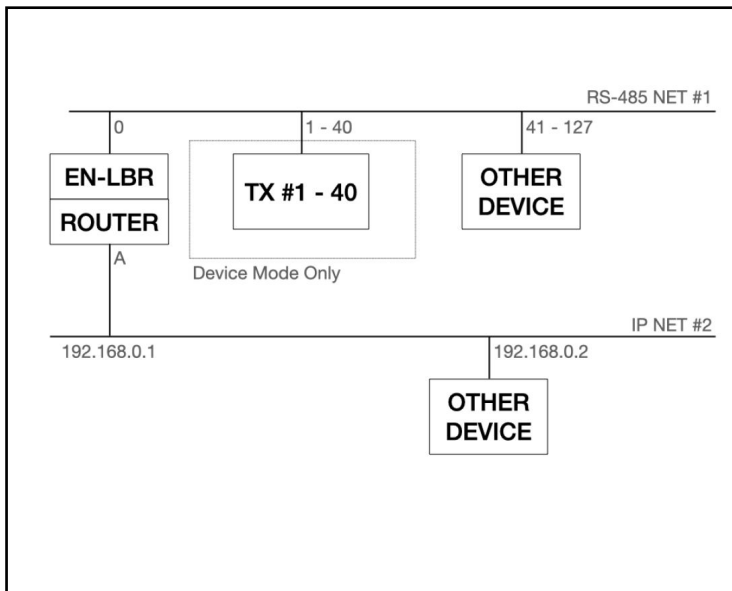 RS-485 NET #1
0
1 - 40
41 - 127
EN-LBR
ROUTER
TX #1 - 40
OTHER
DEVICE
A
Device Mode Only
IP NET #2
192.168.0.1
192.168.0.2
OTHER
DEVICE